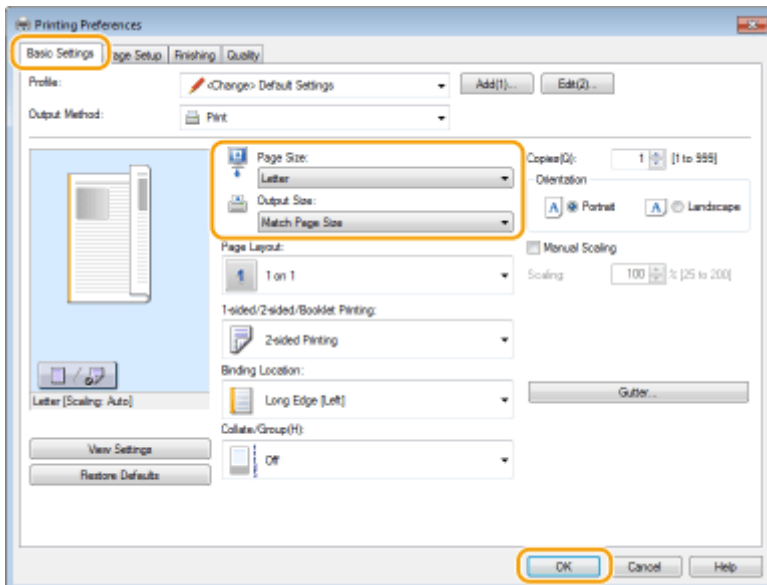 Printing Preferences
Basic Settings Page Setup Finishing Quality
Profile: <Change> Default Settings Add(1)... Edit(2)...
Output Method: Print
Page Size:
Letter
Output Size:
Match Page Size
Copies(Q): 1 [1 to 999]
Orientation
A Portrait A Landscape
Page Layout:
1 1 on 1
Manual Scaling
Scaling: 100 % [25 to 200]
1-sided/2-sided/Booklet Printing:
2-sided Printing
Binding Location:
Long Edge [Left]
Gutter...
Letter [Scaling: Auto]
Collate/Group(H):
Off
View Settings
Restore Defaults
OK Cancel Help